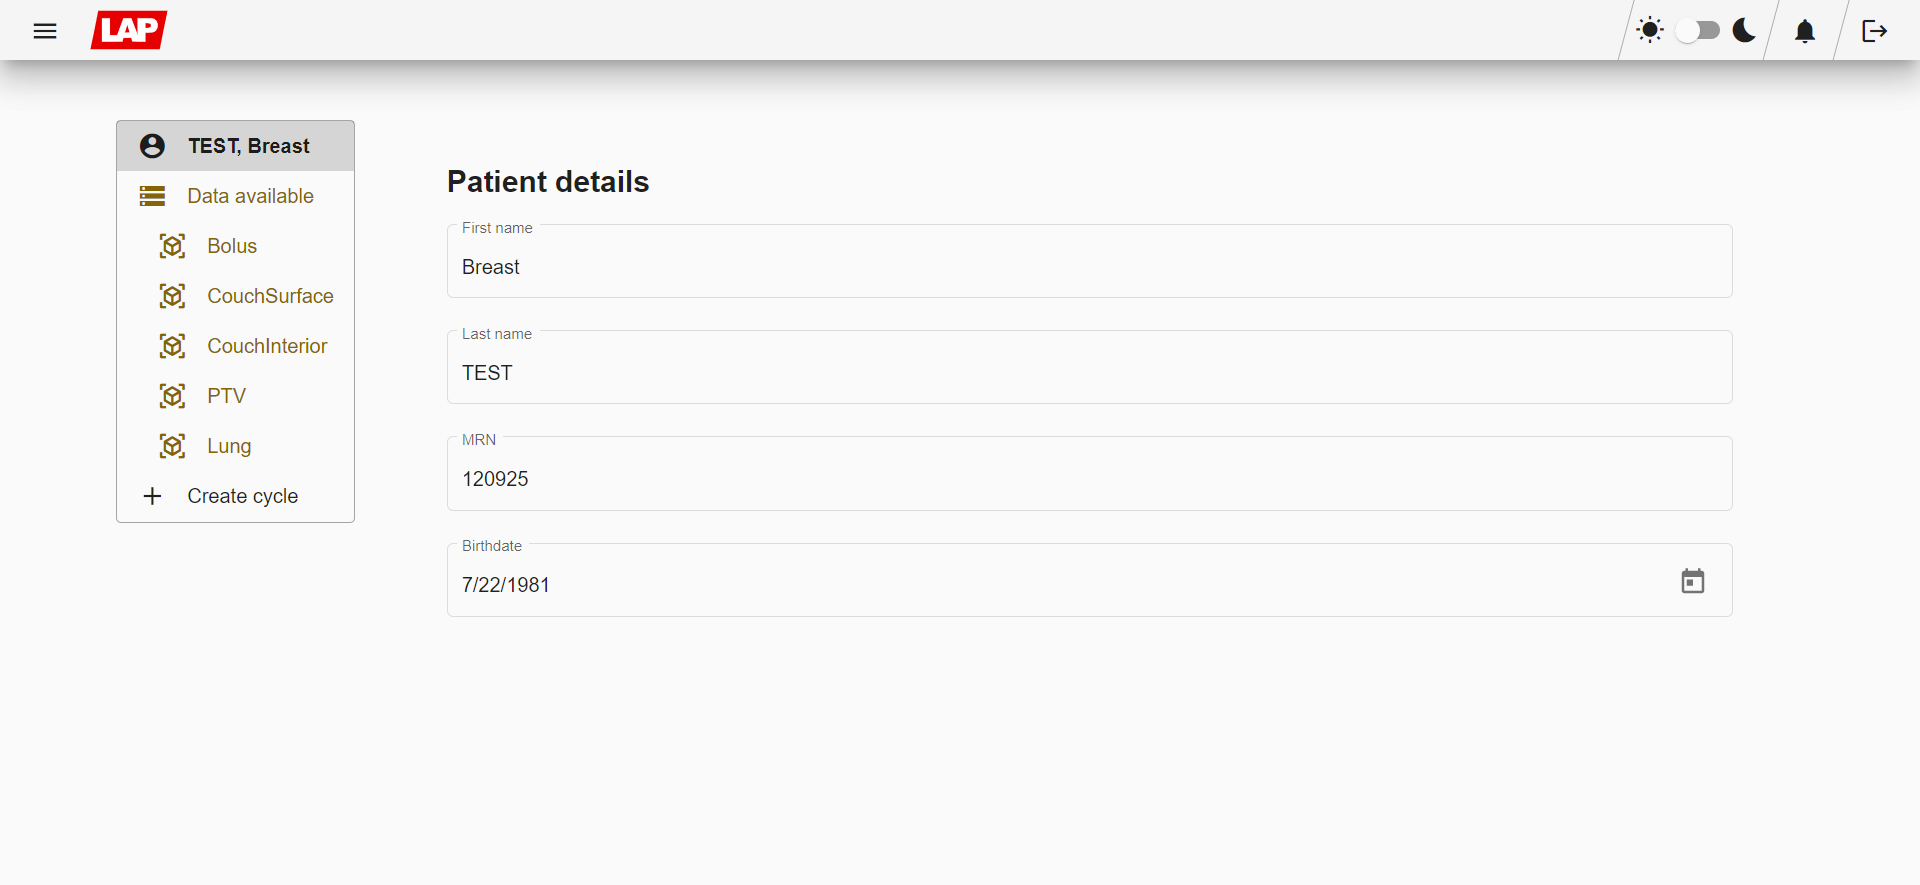 LAP
TEST, Breast
Data available
Bolus
CouchSurface
CouchInterior
PTV
Lung
Create cycle
Patient details
First name
Breast
Last name
TEST
MRN
120925
Birthdate
7/22/1981